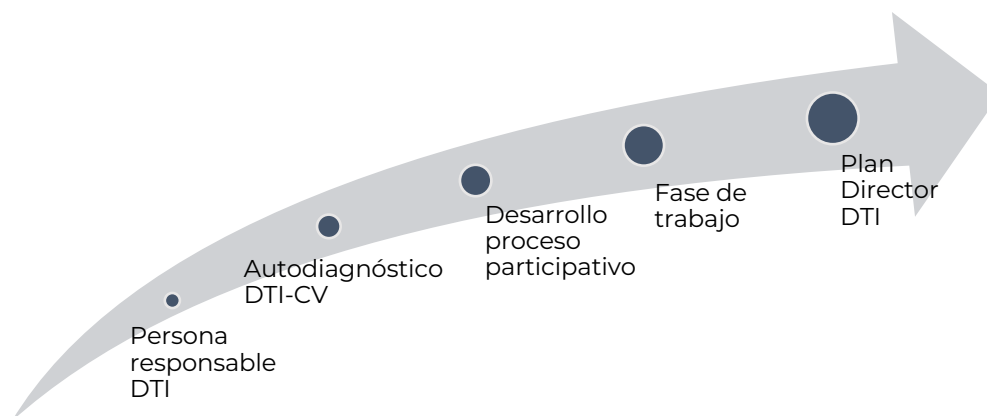 Persona
responsable
DTI
Autodiagnóstico
DTI-CV
Desarrollo
proceso
participativo
Fase de
trabajo
Plan
Director
DTI